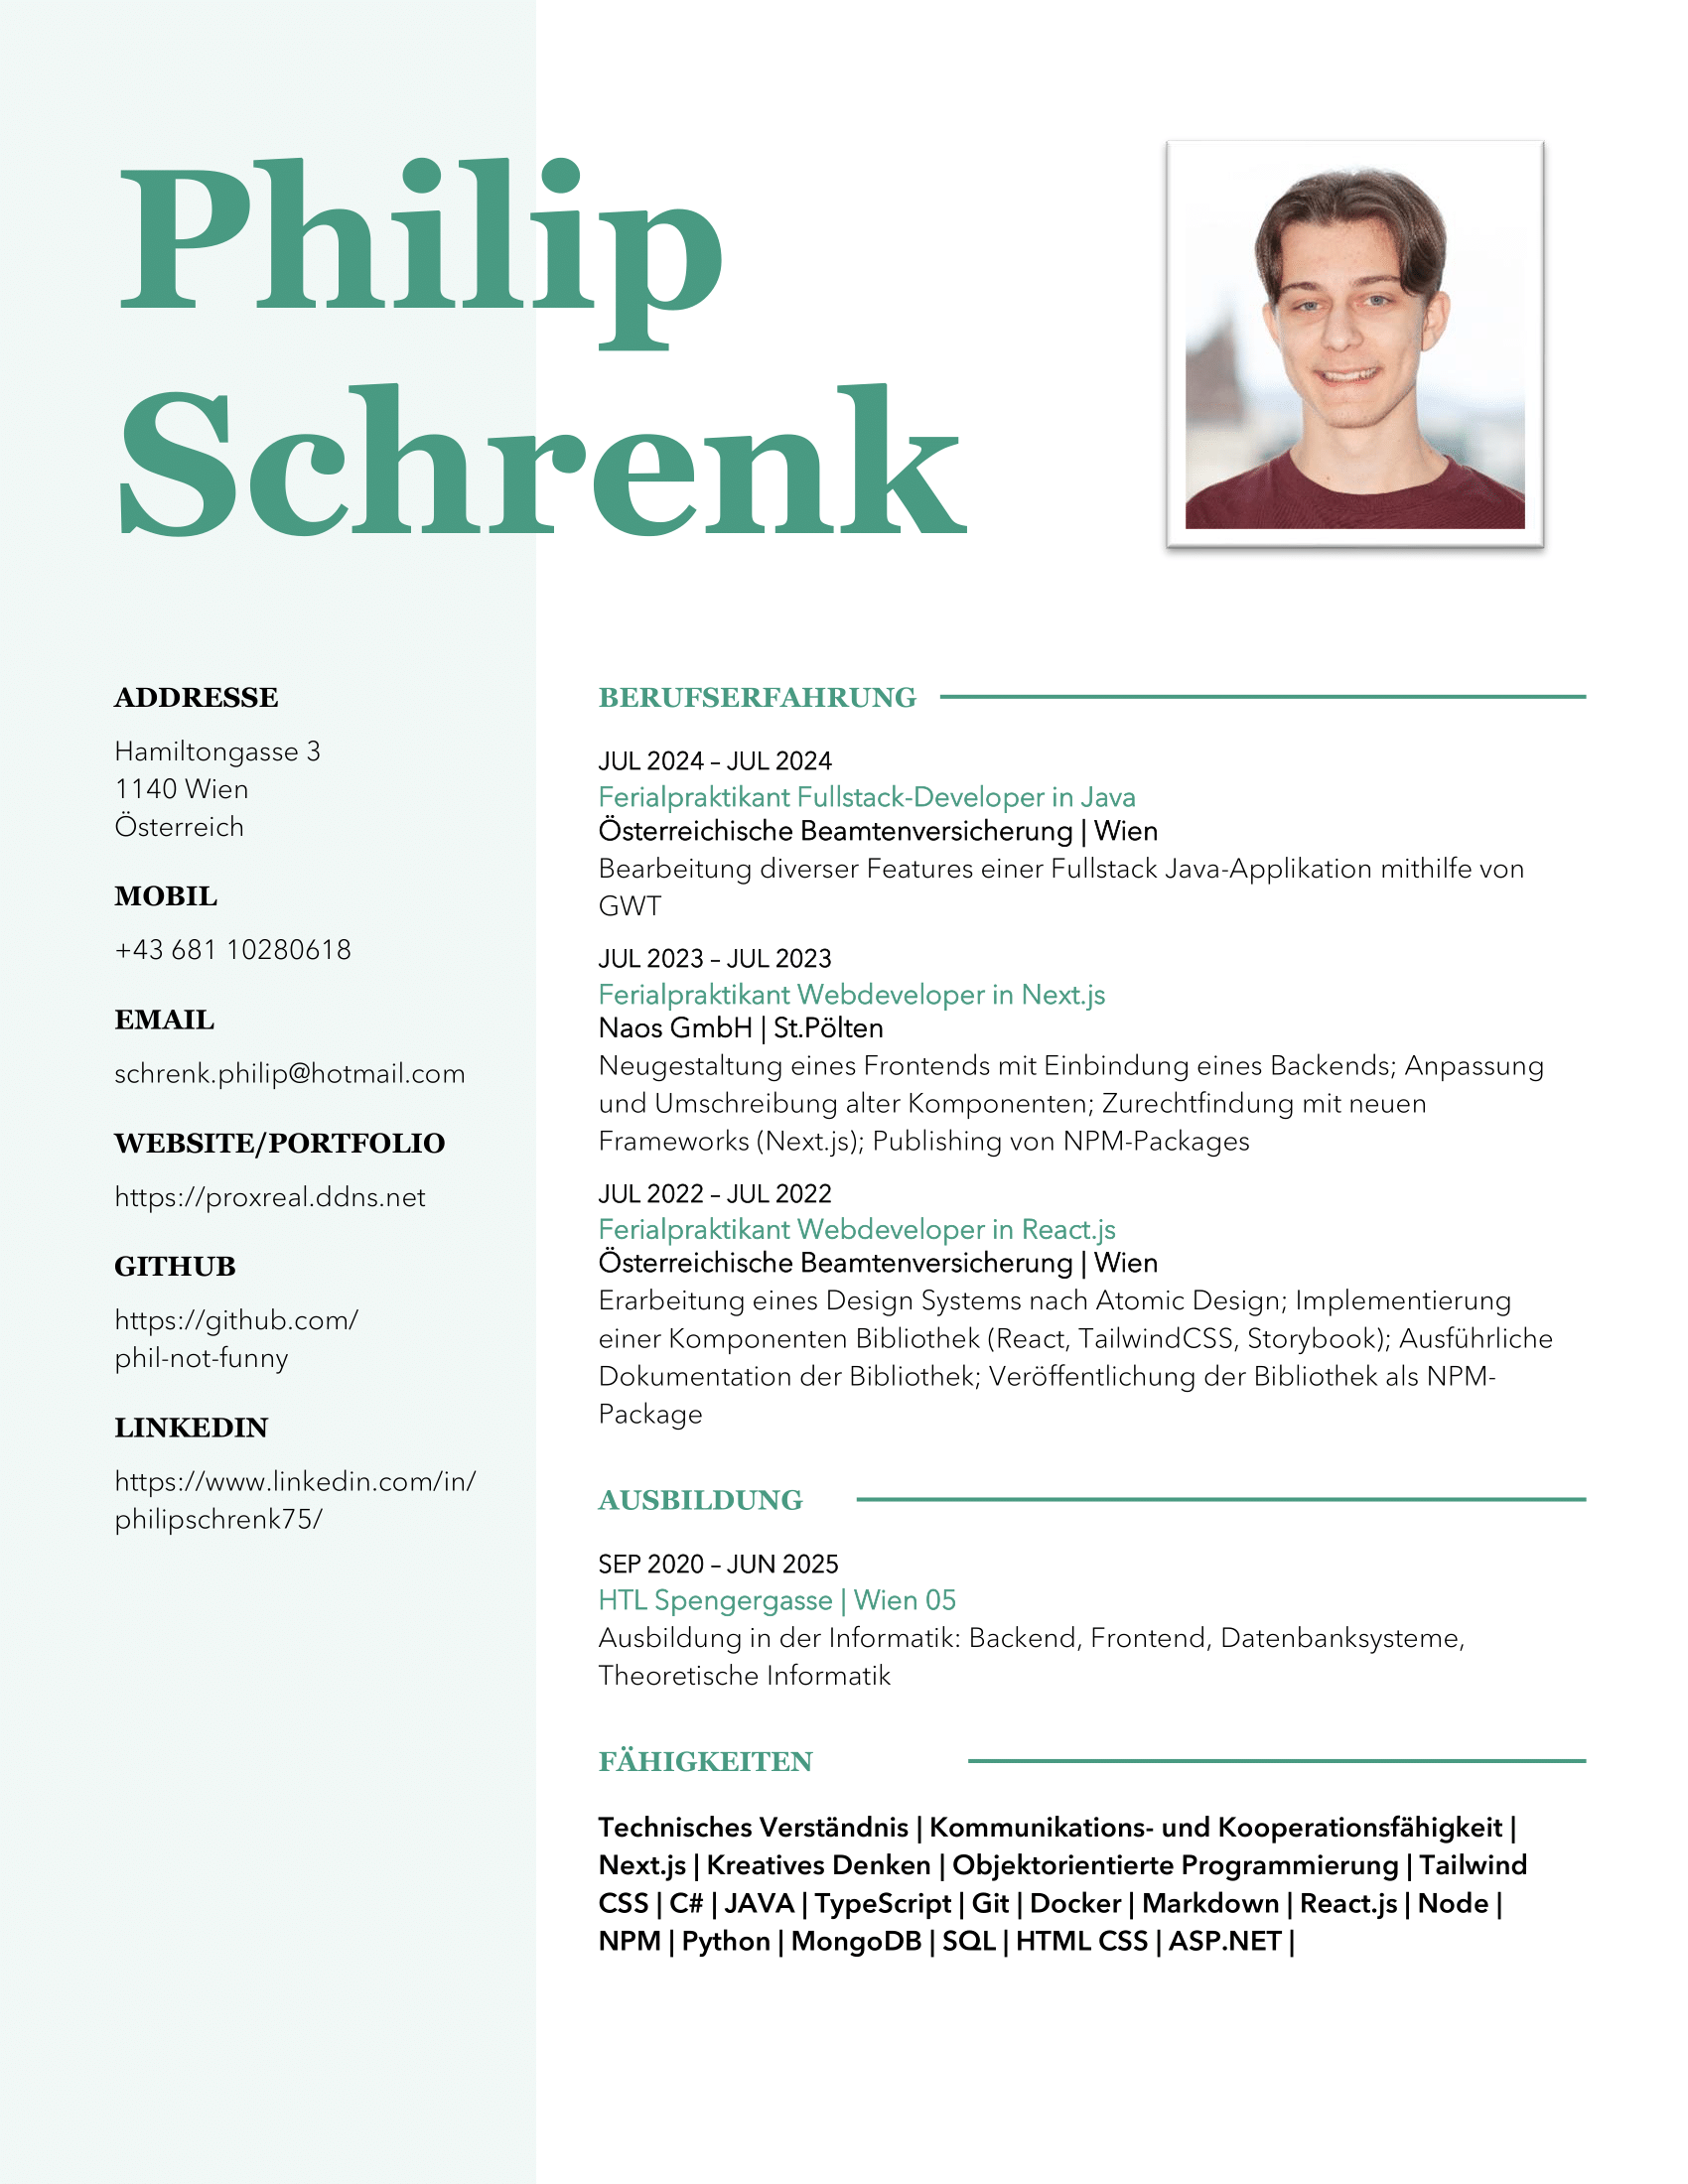 Philip
Schrenk
ADDRESSE
Hamiltongasse 3
1140 Wien
Österreich
MOBIL
+43 681 10280618
EMAIL
schrenk.philip@hotmail.com
WEBSITE/PORTFOLIO
https://proxreal.ddns.net
GITHUB
https://github.com/
phil-not-funny
LINKEDIN
https://www.linkedin.com/in/
philipschrenk75/
BERUFSERFAHRUNG
JUL 2024 – JUL 2024
Ferialpraktikant Fullstack-Developer in Java
Österreichische Beamtenversicherung | Wien
Bearbeitung diverser Features einer Fullstack Java-Applikation mithilfe von
GWT
JUL 2023 – JUL 2023
Ferialpraktikant Webdeveloper in Next.js
Naos GmbH | St.Pölten
Neugestaltung eines Frontends mit Einbindung eines Backends; Anpassung
und Umschreibung alter Komponenten; Zurechtfindung mit neuen
Frameworks (Next.js); Publishing von NPM-Packages
JUL 2022 – JUL 2022
Ferialpraktikant Webdeveloper in React.js
Österreichische Beamtenversicherung | Wien
Erarbeitung eines Design Systems nach Atomic Design; Implementierung
einer Komponenten Bibliothek (React, TailwindCSS, Storybook); Ausführliche
Dokumentation der Bibliothek; Veröffentlichung der Bibliothek als NPM-
Package
AUSBILDUNG
SEP 2020 – JUN 2025
HTL Spengergasse | Wien 05
Ausbildung in der Informatik: Backend, Frontend, Datenbanksysteme,
Theoretische Informatik
FÄHIGKEITEN
Technisches Verständnis | Kommunikations- und Kooperationsfähigkeit |
Next.js | Kreatives Denken | Objektorientierte Programmierung | Tailwind
CSS | C# | JAVA | TypeScript | Git | Docker | Markdown | React.js | Node |
NPM | Python | MongoDB | SQL | HTML CSS | ASP.NET |